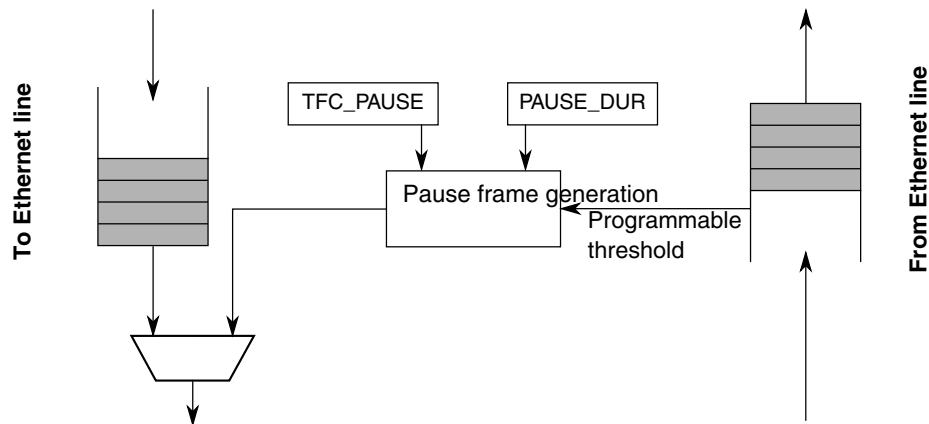 To Ethernet line
TFC_PAUSE
PAUSE_DUR
Pause frame generation
Programmable
threshold
From Ethernet line